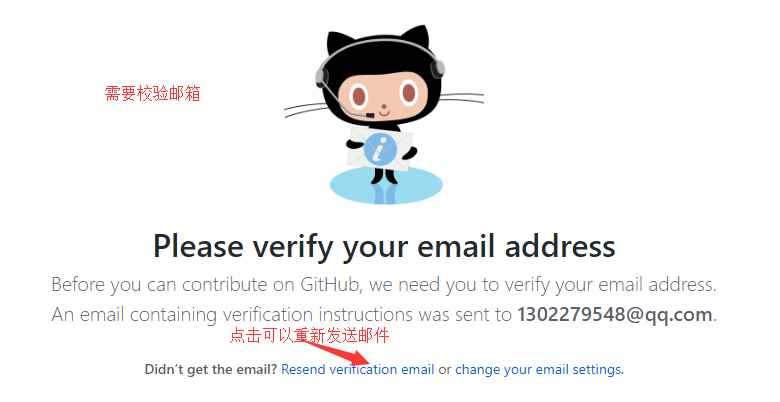 需要校验邮箱
i
Please verify your email address
Before you can contribute on GitHub, we need you to verify your email address.
An email containing verification instructions was sent to 1302279548@qq.com.
点击可以重新发送邮件
Didn’t get the email? Resend verification email or change your email settings.